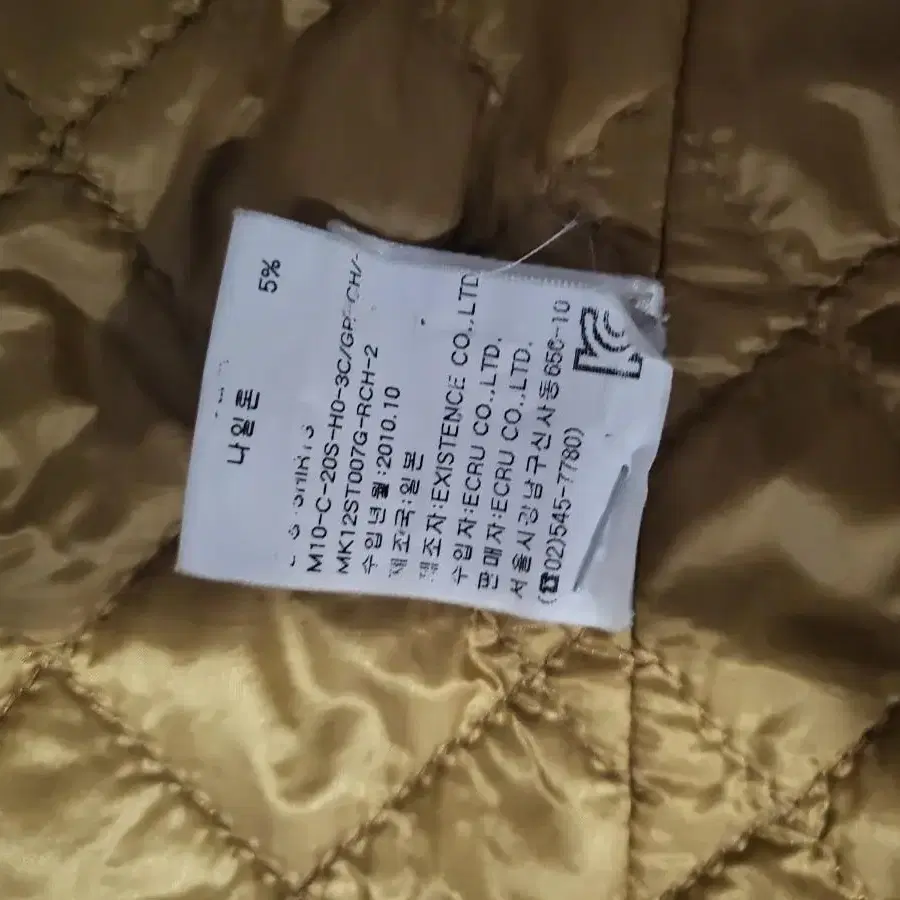 나일론 5%
M10-C-20S-H0-3C/GR-CH/-
MK12ST007G-RCH-2
수입년월:2010.10
제조국:일본
제조자:EXISTENCE CO.,LTD
수입자:ECRU CO.,LTD.
판매자:ECRU CO.,LTD.
서울시강남구신사동650-10
(☎02)545-7780)